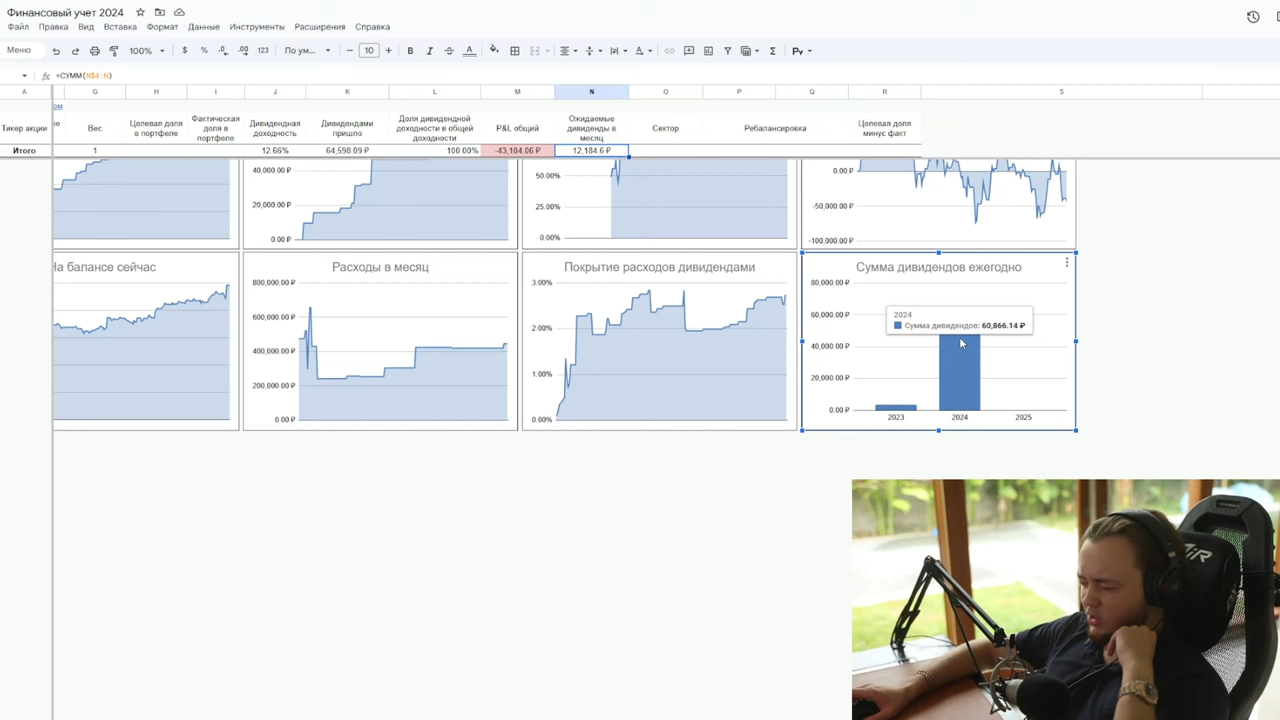 Финансовый учет 2024
Файл Правка Вид Вставка Формат Данные Инструменты Расширения Справка
Меню 100% $ % .0 .00 123 По ум... − 10 +
=СУММ(N$4:N)
A G H I J K L M N O P Q R S
Тикер акции Вес Целевая доля в портфеле Фактическая доля в портфеле Дивидендная доходность Дивидендами пришло Доля дивидендной доходности в общей доходности P&L общий Ожидаемые дивиденды в месяц Сектор Ребалансировка Целевая доля минус факт
Итого 1 12.66% 64,598.09 ₽ 100.00% -43,104.06 ₽ 12,184.6 ₽
40,000.00 ₽
20,000.00 ₽
0.00 ₽
50.00%
25.00%
0.00%
0.00 ₽
-50,000.00 ₽
-100,000.00 ₽
На балансе сейчас
Расходы в месяц
800,000.00 ₽
600,000.00 ₽
400,000.00 ₽
200,000.00 ₽
0.00 ₽
Покрытие расходов дивидендами
3.00%
2.00%
1.00%
0.00%
Сумма дивидендов ежегодно
80,000.00 ₽
60,000.00 ₽
40,000.00 ₽
20,000.00 ₽
0.00 ₽
2024
Сумма дивидендов: 60,866.14 ₽
2023 2024 2025